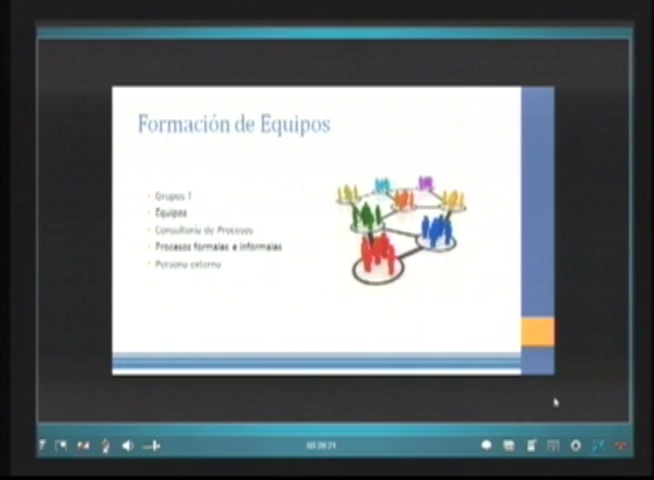 Formación de Equipos
Grupos
Equipos
Consultoría de Procesos
Procesos formales e informales
Persona externa